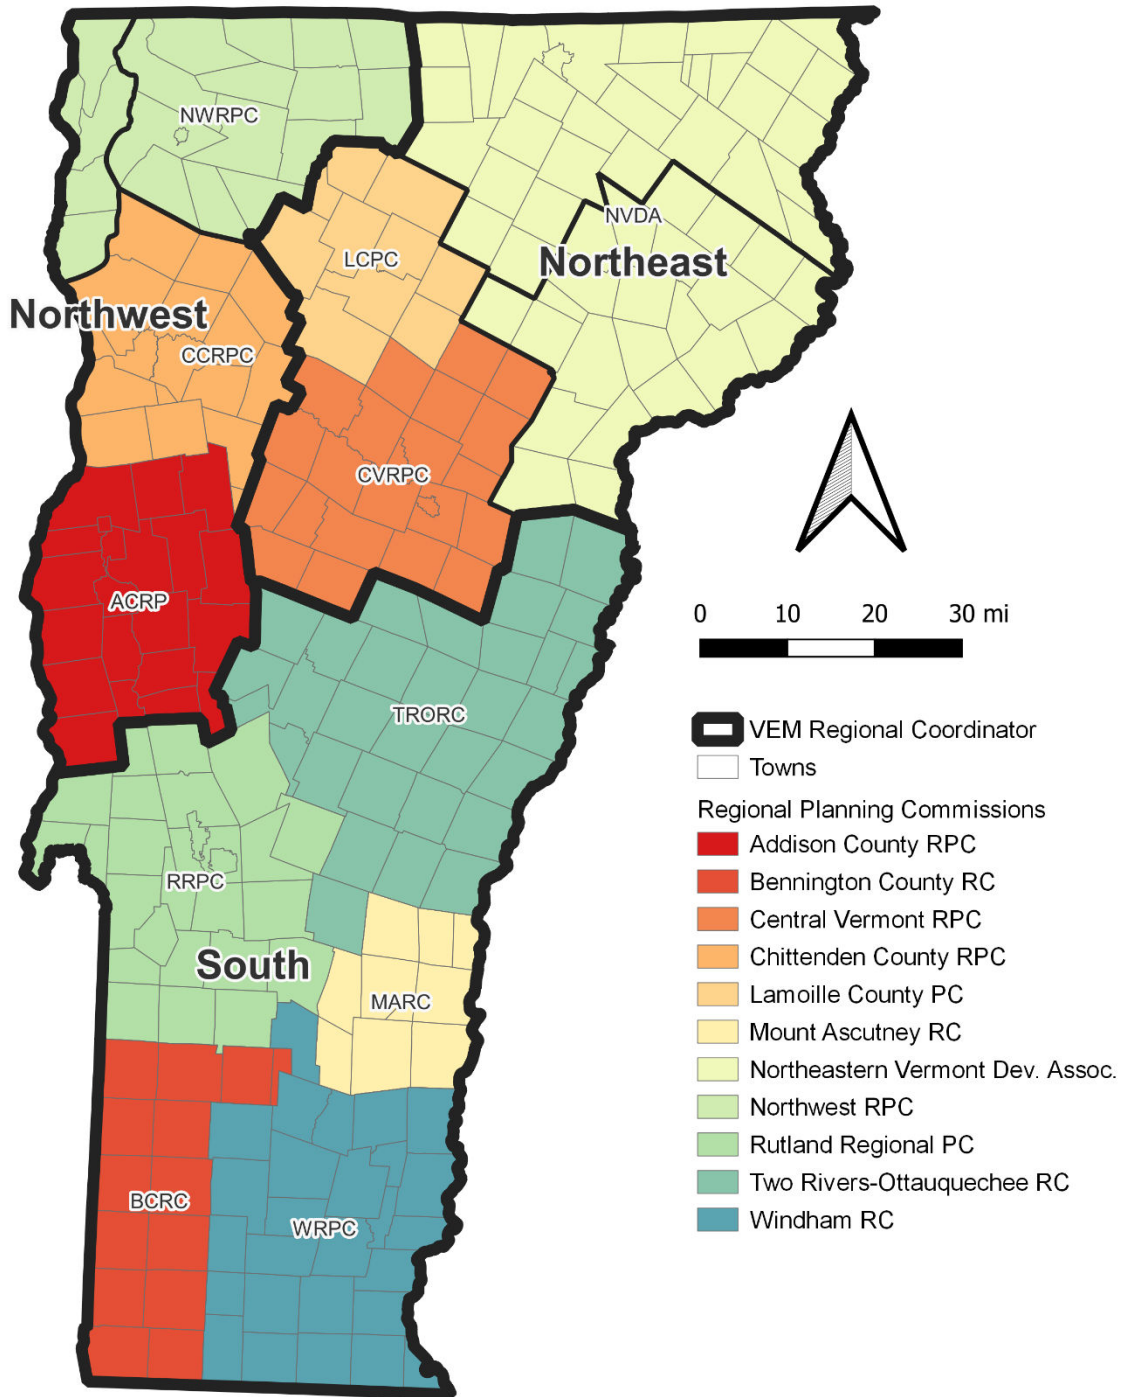 NWRPC
NVDA
Northeast
LCPC
Northwest
CCRPC
CVRPC
ACRP
TRORC
RRPC
South
MARC
BCRC
WRPC
0 10 20 30 mi
VEM Regional Coordinator
Towns
Regional Planning Commissions
Addison County RPC
Bennington County RC
Central Vermont RPC
Chittenden County RPC
Lamoille County PC
Mount Ascutney RC
Northeastern Vermont Dev. Assoc.
Northwest RPC
Rutland Regional PC
Two Rivers-Ottauquechee RC
Windham RC